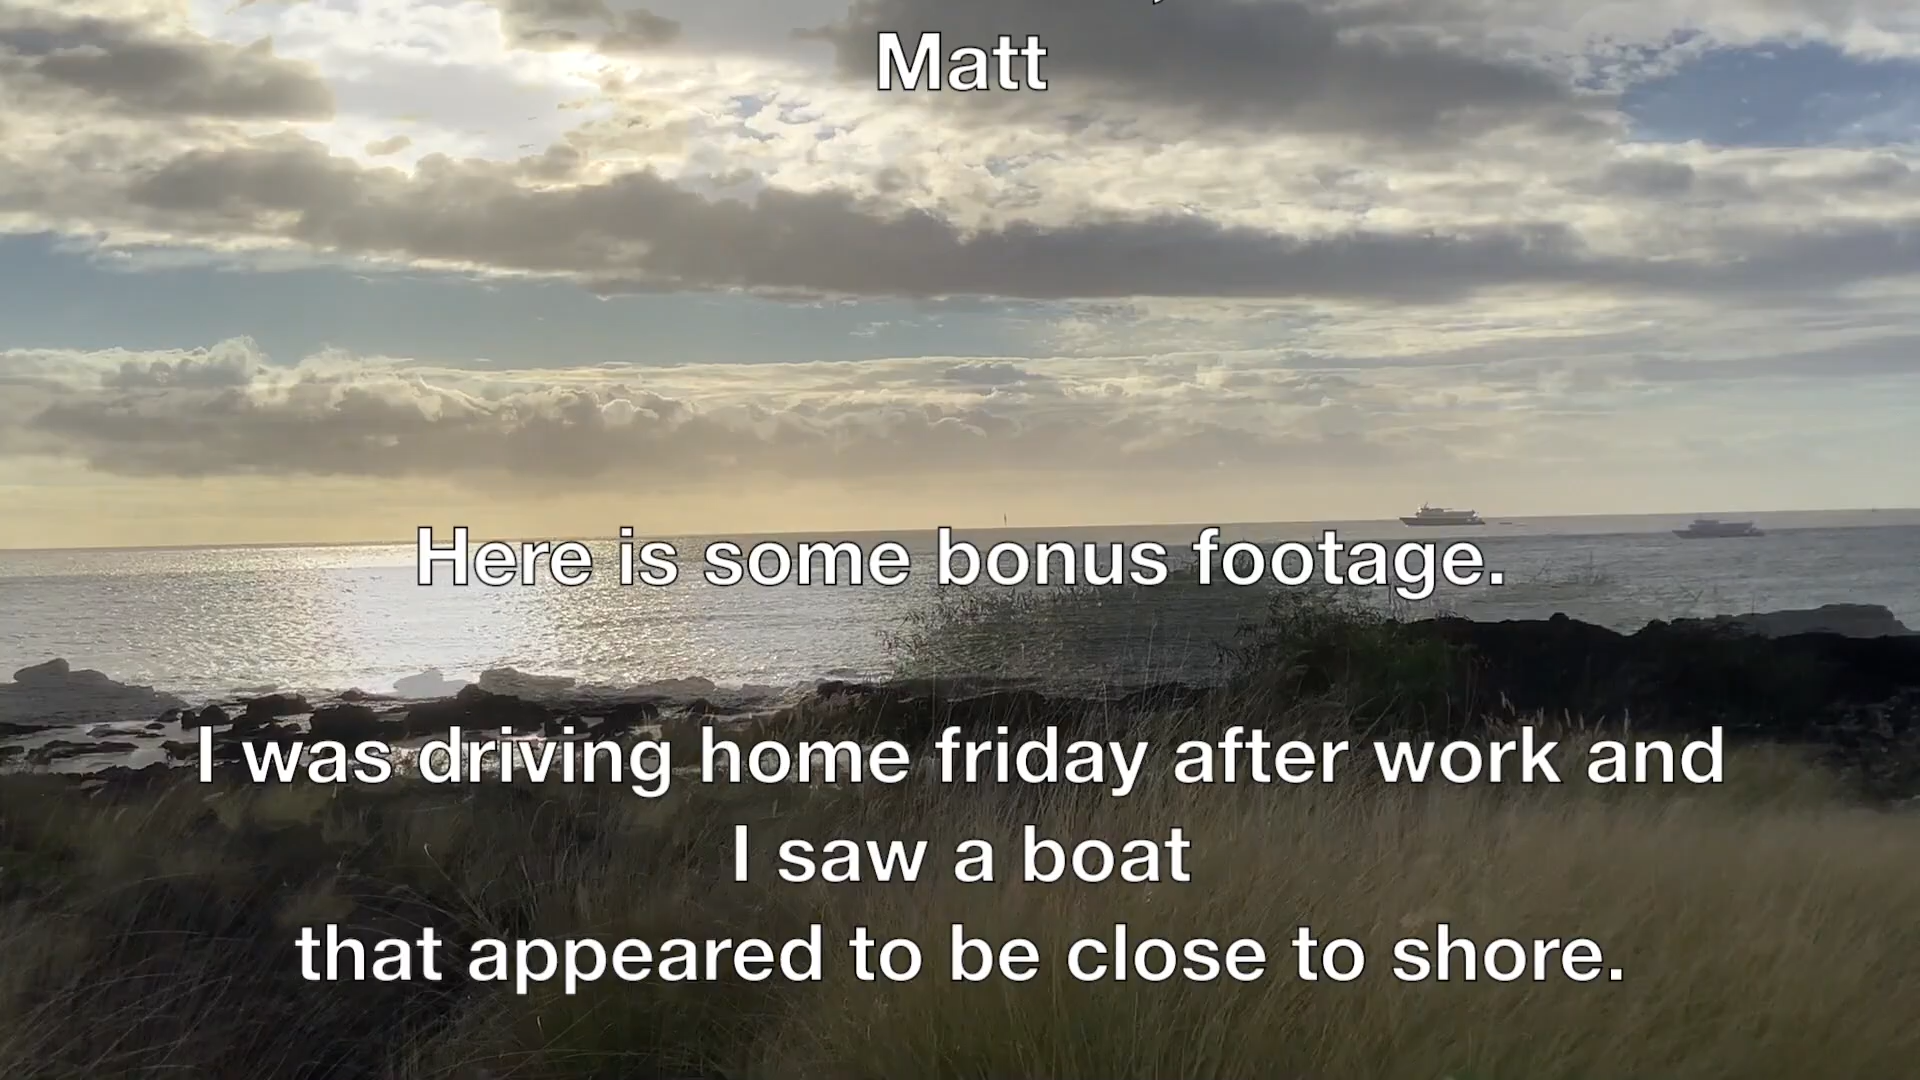 Matt
Here is some bonus footage.
I was driving home friday after work and
I saw a boat
that appeared to be close to shore.